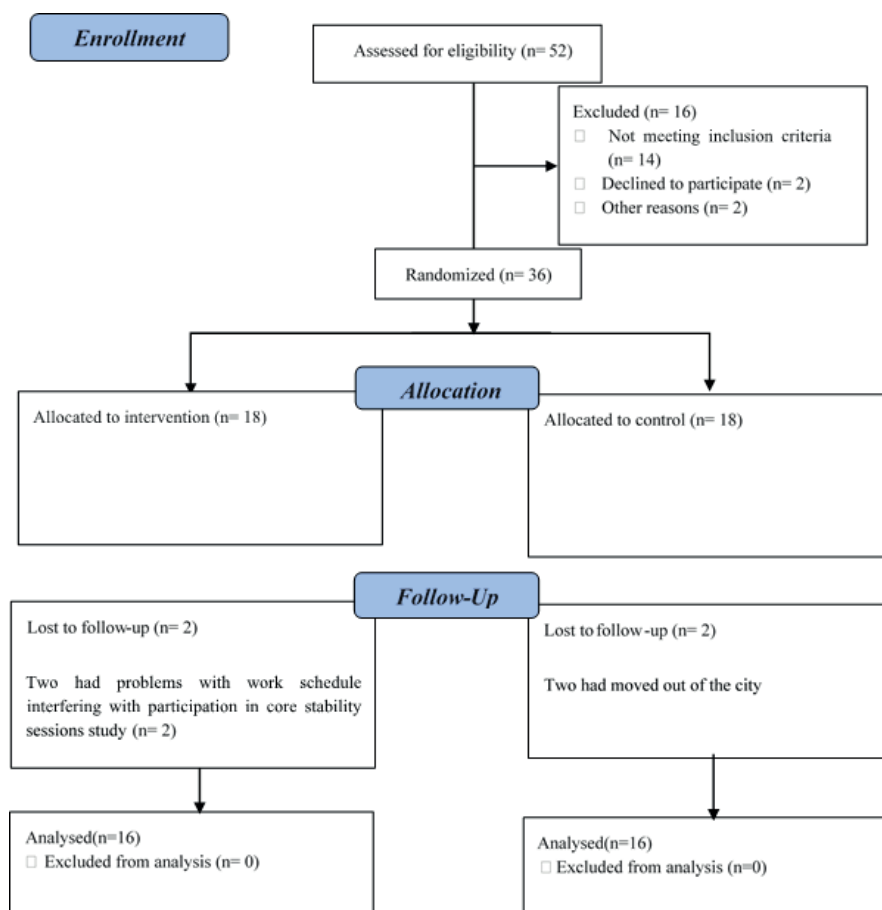 Enrollment
Assessed for eligibility (n= 52)
Excluded (n= 16)
Not meeting inclusion criteria
(n= 14)
Declined to participate (n= 2)
Other reasons (n= 2)
Randomized (n= 36)
Allocation
Allocated to intervention (n= 18)
Allocated to control (n= 18)
Follow-Up
Lost to follow-up (n= 2)
Two had problems with work schedule
interfering with participation in core stability
sessions study (n= 2)
Lost to follow-up (n= 2)
Two had moved out of the city
Analysed(n=16)
Excluded from analysis (n= 0)
Analysed(n=16)
Excluded from analysis (n=0)